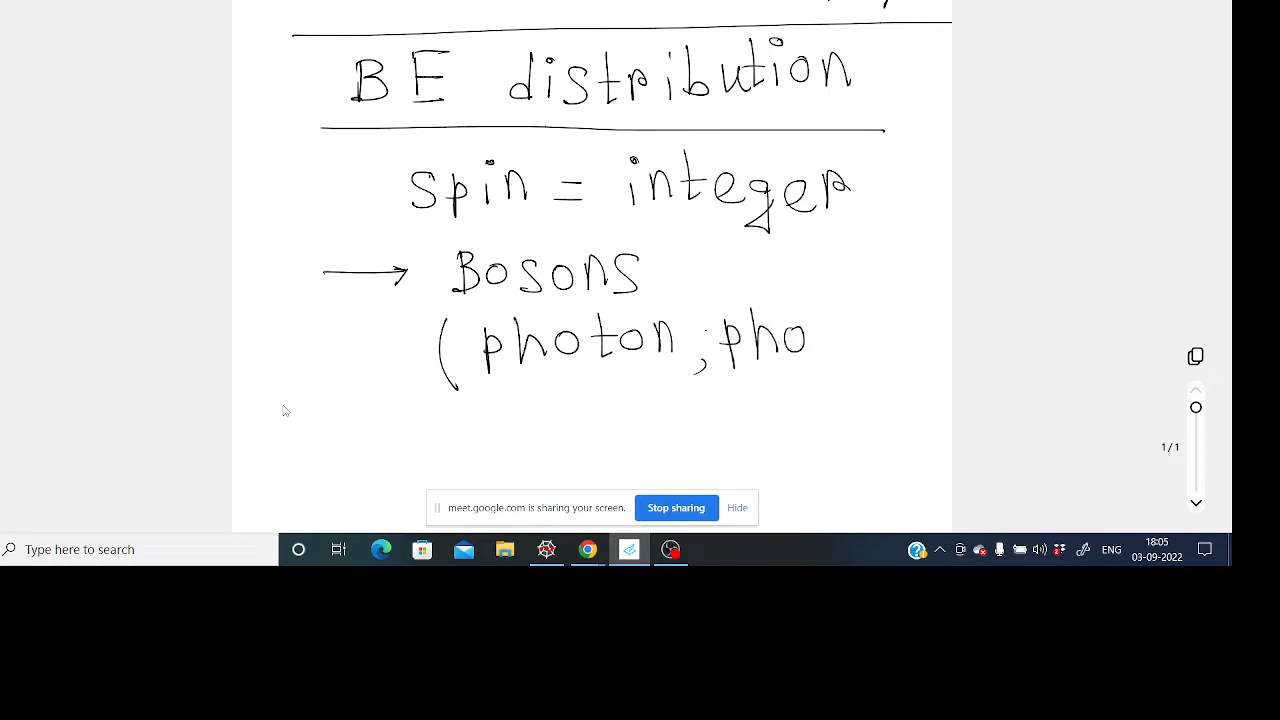 BE distribution
spin = integer
→ Bosons
(photon, pho
1/1
meet.google.com is sharing your screen. Stop sharing Hide
Type here to search
ENG
18:05
03-09-2022